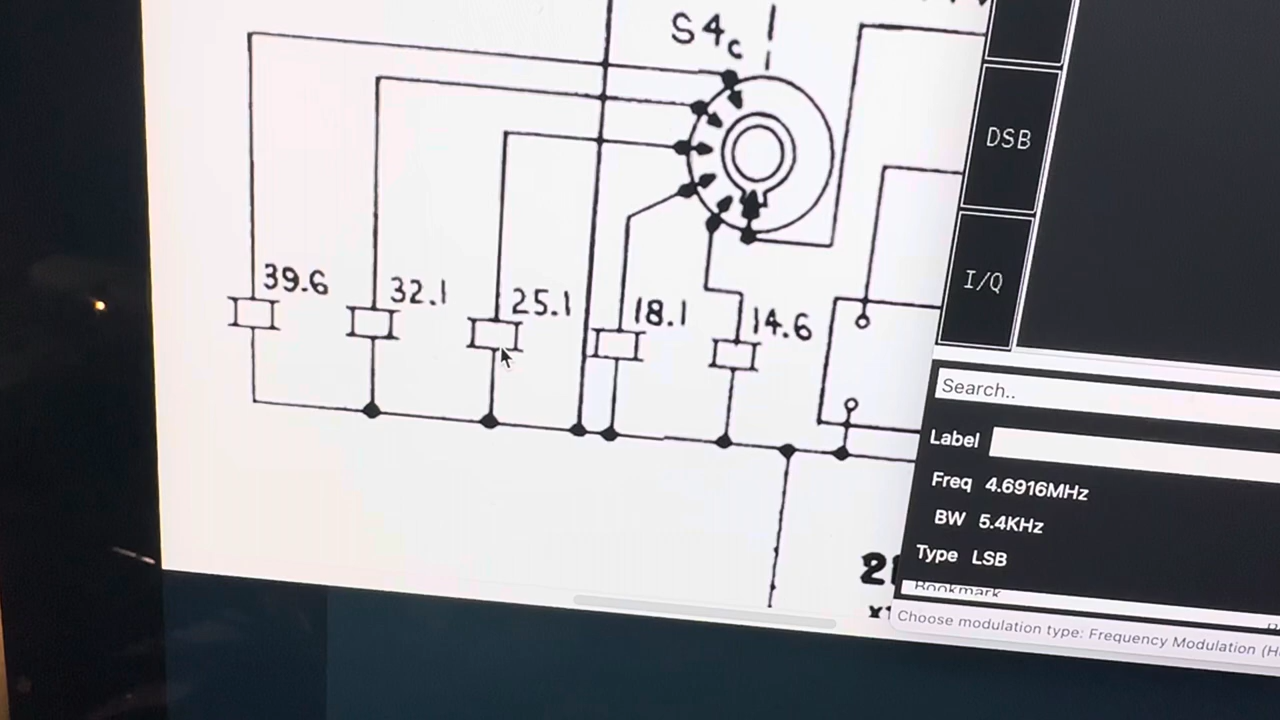 S4c
DSB
I/Q
39.6
32.1
25.1
18.1
14.6
Search..
Label
Freq 4.6916MHz
BW 5.4KHz
Type LSB
Bookmark
Choose modulation type: Frequency Modulation